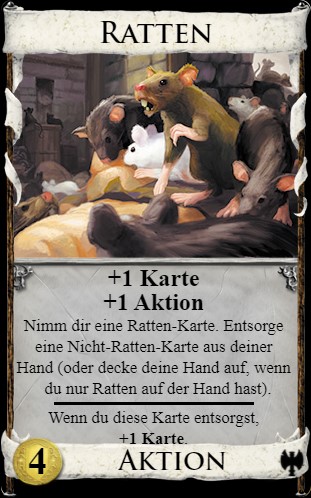 RATTEN
+1 Karte
+1 Aktion
Nimm dir eine Ratten-Karte. Entsorge
eine Nicht-Ratten-Karte aus deiner
Hand (oder decke deine Hand auf, wenn
du nur Ratten auf der Hand hast).
Wenn du diese Karte entsorgst,
+1 Karte.
4
AKTION